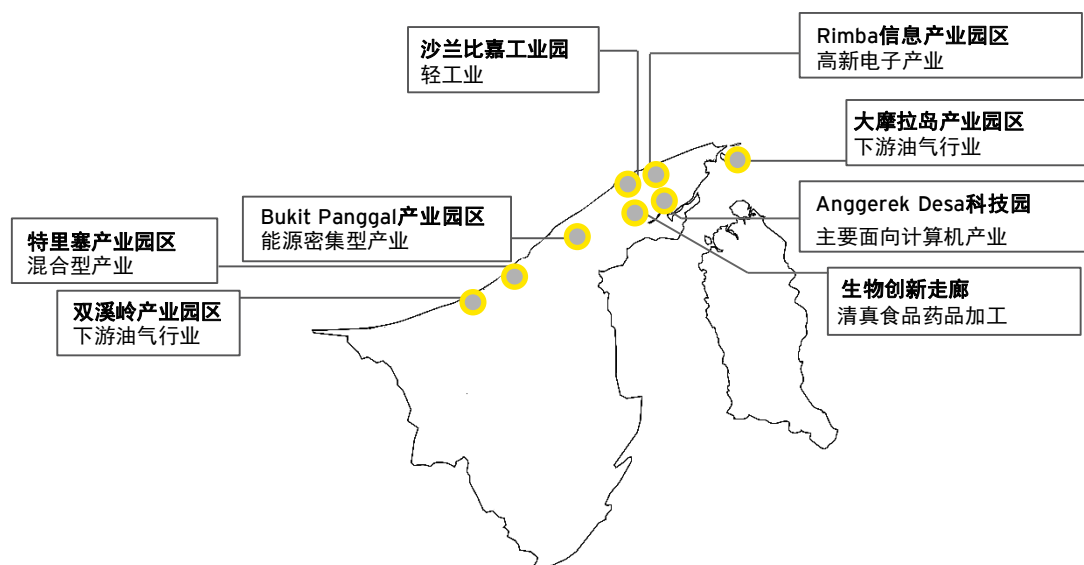 沙兰比嘉工业园
轻工业
Rimba信息产业园区
高新电子产业
大摩拉岛产业园区
下游油气行业
Bukit Panggal产业园区
能源密集型产业
Anggerek Desa科技园
主要面向计算机产业
特里塞产业园区
混合型产业
生物创新走廊
清真食品药品加工
双溪岭产业园区
下游油气行业